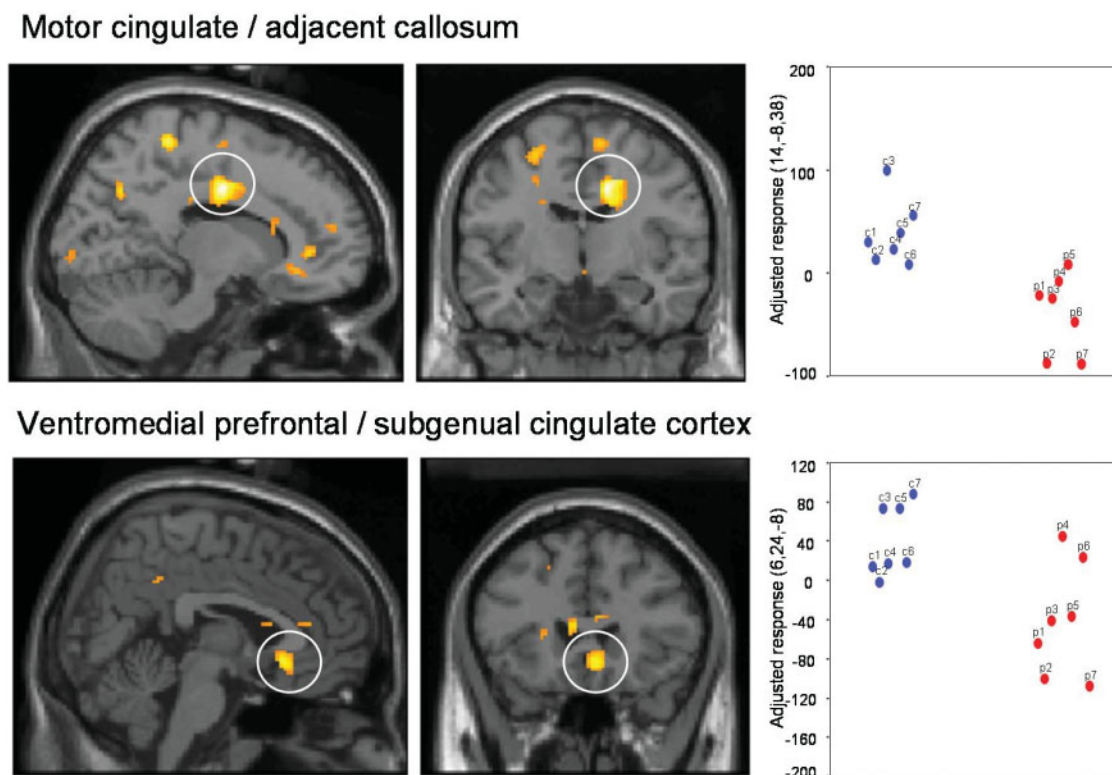 Motor cingulate / adjacent callosum
Adjusted response (14,-8,38)
200
100
0
-100
c3
c7
c5
c1
c4
c2
c6
p5
p4
p1
p3
p6
p2
p7
Ventromedial prefrontal / subgenual cingulate cortex
Adjusted response (6,24,-8)
120
80
40
0
-40
-80
-120
-160
-200
c7
c3
c5
c1
c4
c6
c2
p4
p6
p3
p5
p1
p2
p7